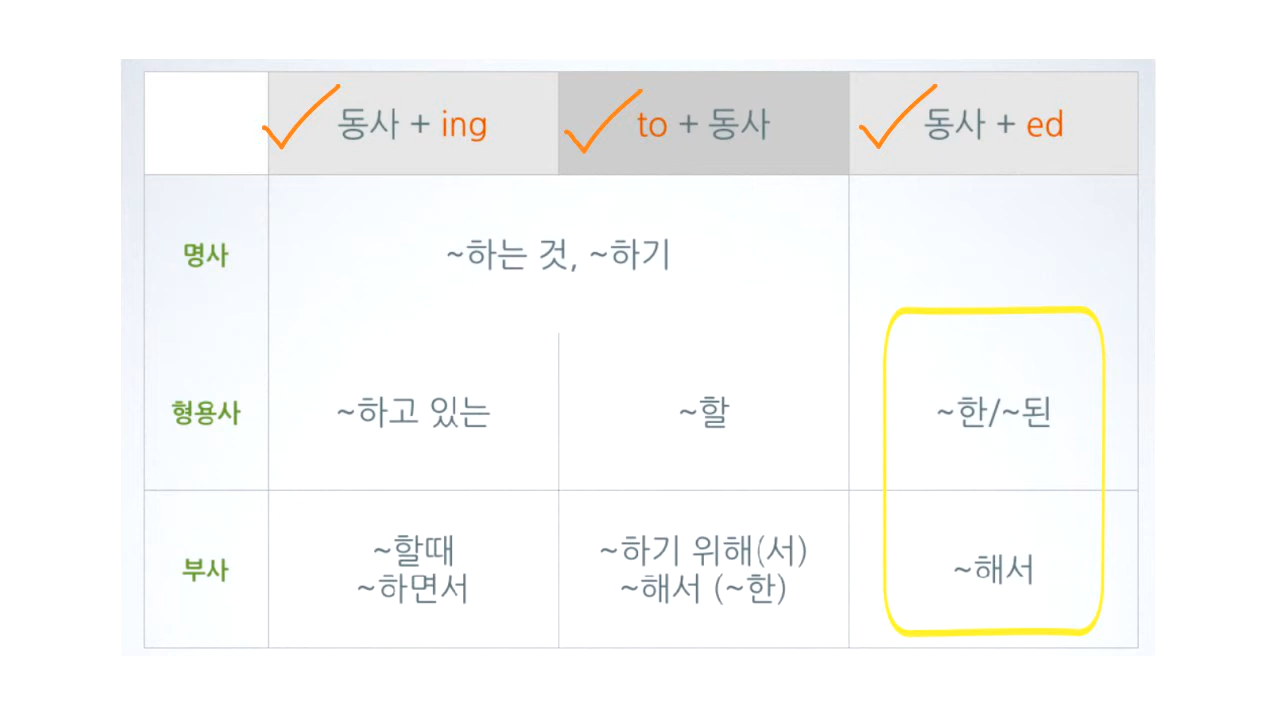 동사 + ing
to + 동사
동사 + ed
명사
~하는 것, ~하기
형용사
~하고 있는
~할
~한/~된
부사
~할때
~하면서
~하기 위해(서)
~해서 (~한)
~해서